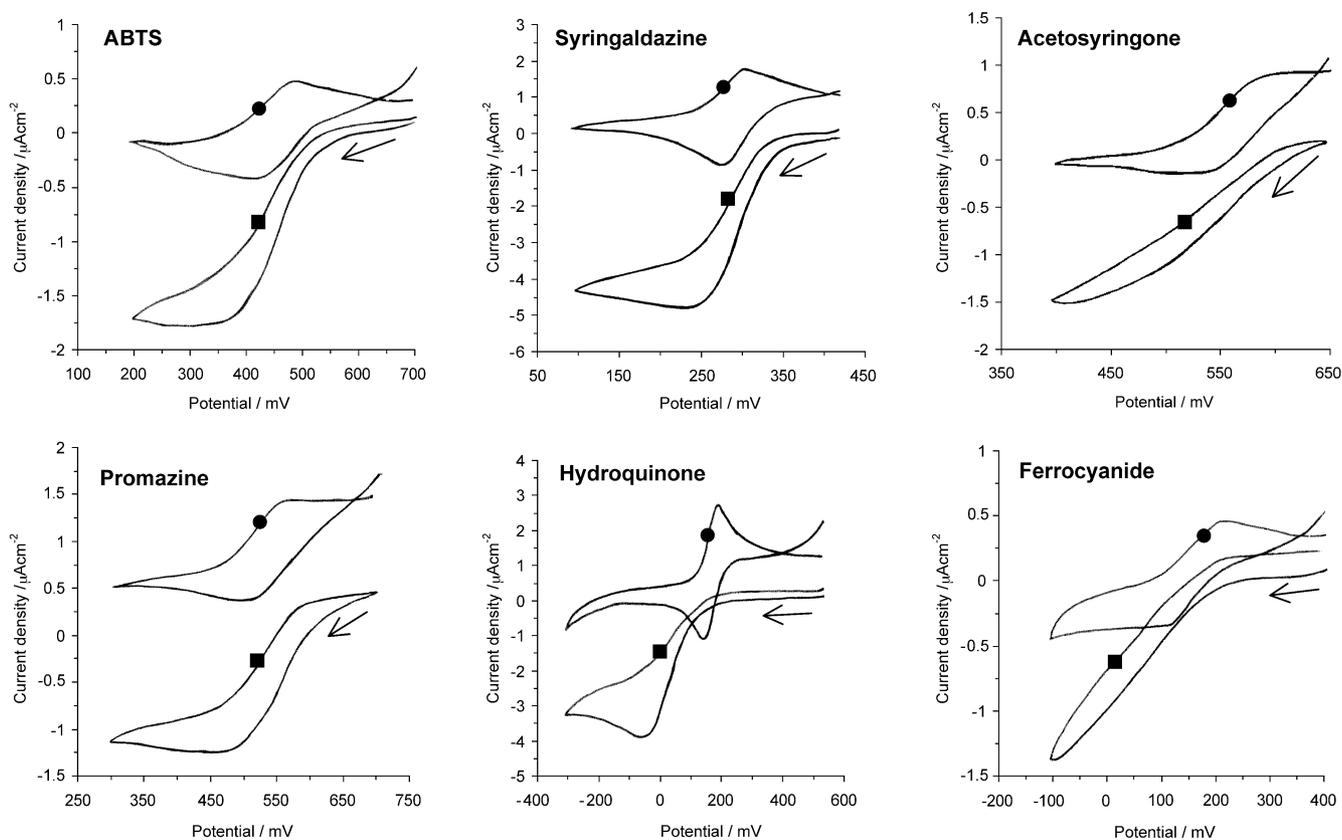 ABTS
1
0.5
0
-0.5
-1
-1.5
-2
Current density /µAcm-2
100 200 300 400 500 600 700
Potential / mV
Syringaldazine
3
2
1
0
-1
-2
-3
-4
-5
-6
Current density /µAcm-2
50 150 250 350 450
Potential / mV
Acetosyringone
1.5
1
0.5
0
-0.5
-1
-1.5
-2
Current density /µAcm-2
350 450 550 650
Potential / mV
Promazine
2
1.5
1
0.5
0
-0.5
-1
-1.5
Current density /µAcm-2
250 350 450 550 650 750
Potential / mV
Hydroquinone
4
3
2
1
0
-1
-2
-3
-4
-5
Current density /µAcm-2
-400 -200 0 200 400 600
Potential / mV
Ferrocyanide
1
0.5
0
-0.5
-1
-1.5
Current density /µAcm-2
-200 -100 0 100 200 300 400
Potential / mV